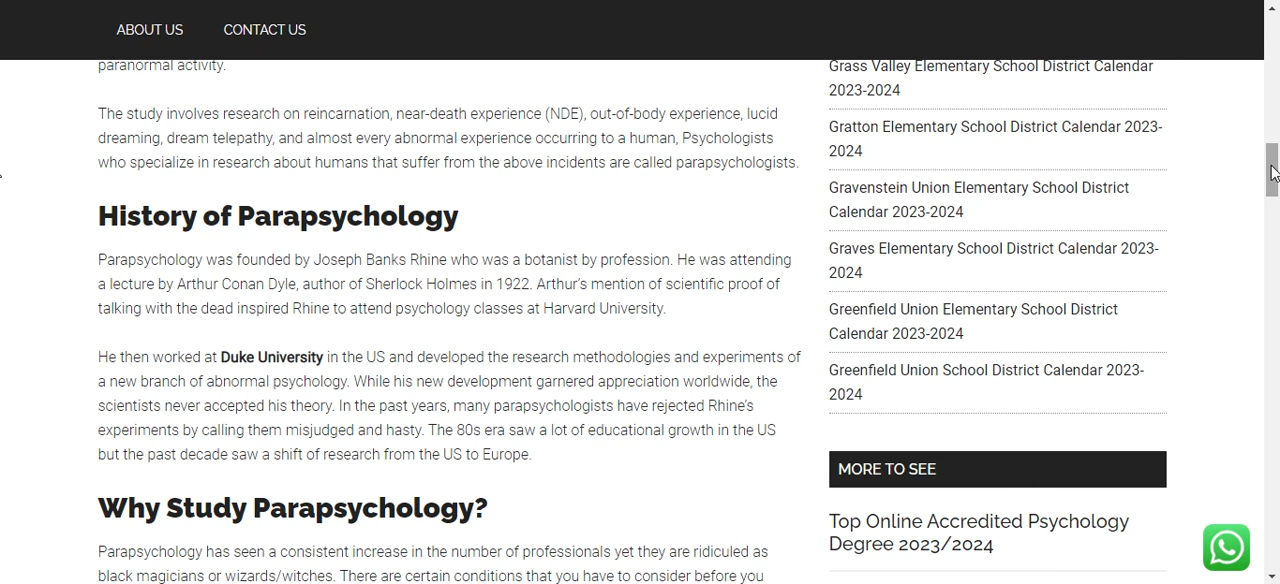 ABOUT US
CONTACT US
paranormal activity.
The study involves research on reincarnation, near-death experience (NDE), out-of-body experience, lucid
dreaming, dream telepathy, and almost every abnormal experience occurring to a human, Psychologists
who specialize in research about humans that suffer from the above incidents are called parapsychologists.
History of Parapsychology
Parapsychology was founded by Joseph Banks Rhine who was a botanist by profession. He was attending
a lecture by Arthur Conan Dyle, author of Sherlock Holmes in 1922. Arthur's mention of scientific proof of
talking with the dead inspired Rhine to attend psychology classes at Harvard University.
He then worked at Duke University in the US and developed the research methodologies and experiments of
a new branch of abnormal psychology. While his new development garnered appreciation worldwide, the
scientists never accepted his theory. In the past years, many parapsychologists have rejected Rhine's
experiments by calling them misjudged and hasty. The 80s era saw a lot of educational growth in the US
but the past decade saw a shift of research from the US to Europe.
Why Study Parapsychology?
Parapsychology has seen a consistent increase in the number of professionals yet they are ridiculed as
black magicians or wizards/witches. There are certain conditions that you have to consider before you
Grass Valley Elementary School District Calendar
2023-2024
Gratton Elementary School District Calendar 2023-
2024
Gravenstein Union Elementary School District
Calendar 2023-2024
Graves Elementary School District Calendar 2023-
2024
Greenfield Union Elementary School District
Calendar 2023-2024
Greenfield Union School District Calendar 2023-
2024
MORE TO SEE
Top Online Accredited Psychology
Degree 2023/2024